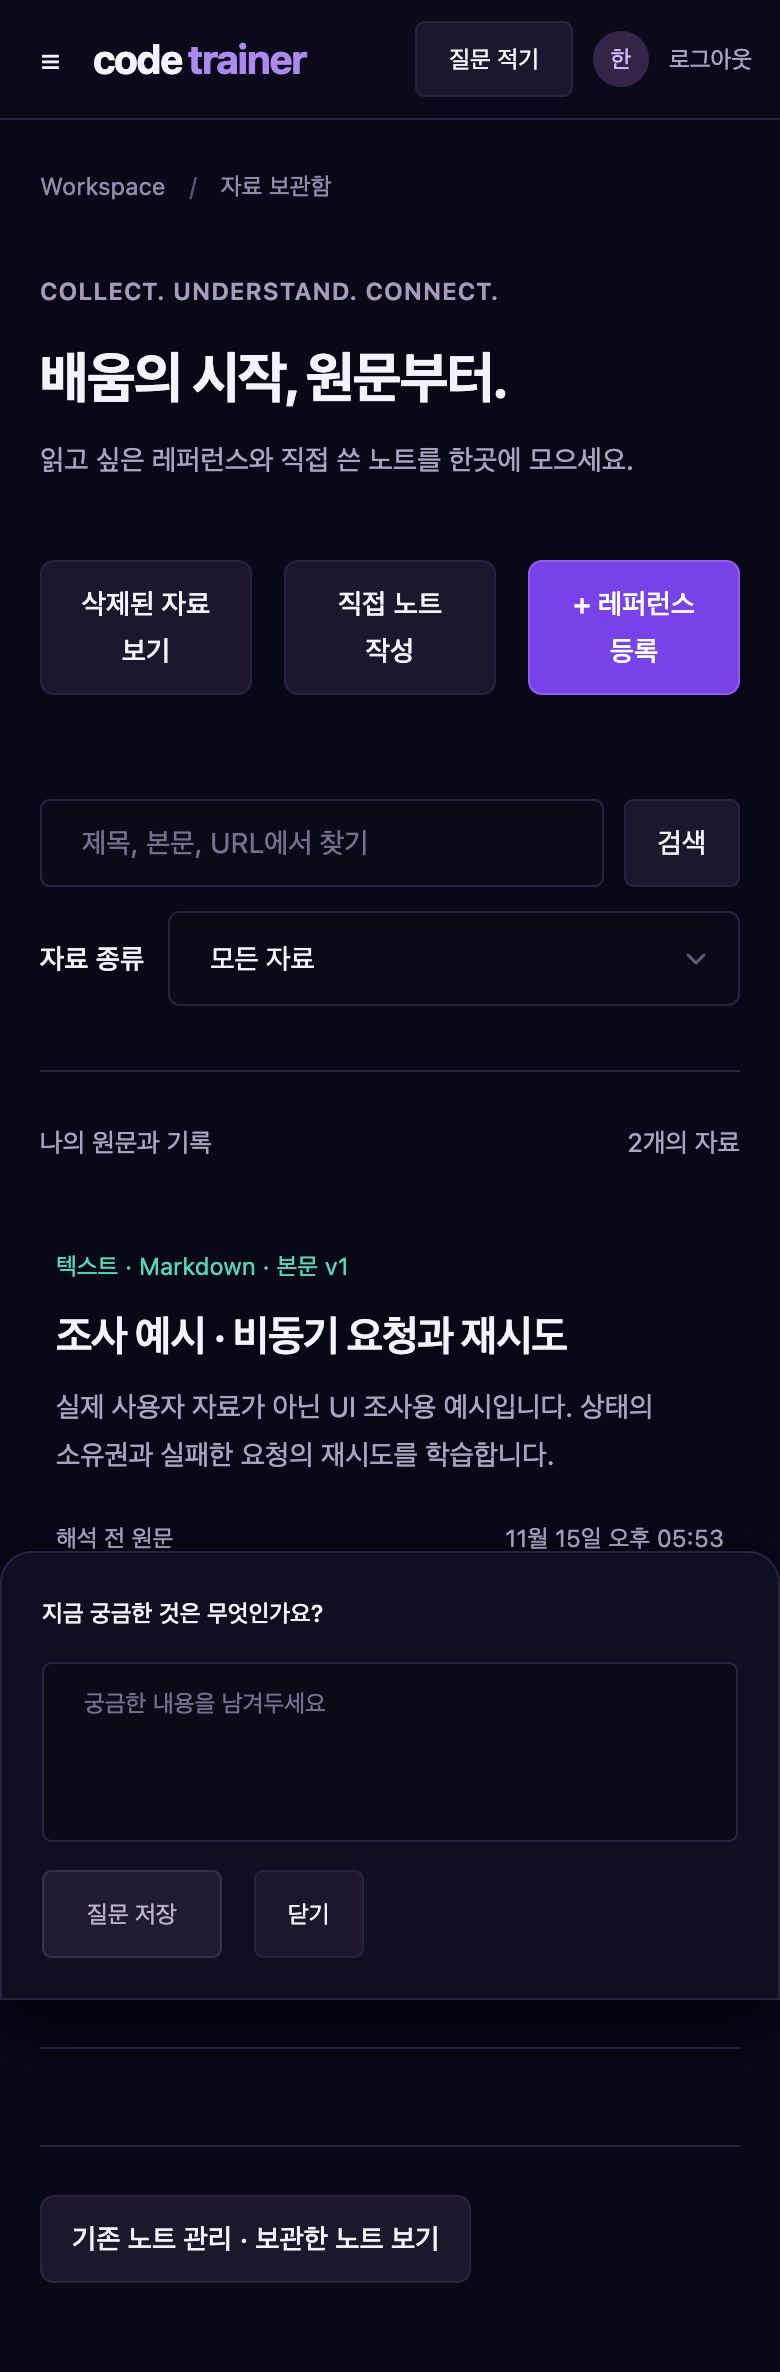 ≡ code trainer 질문 적기 한 로그아웃
Workspace / 자료 보관함
COLLECT. UNDERSTAND. CONNECT.
배움의 시작, 원문부터.
읽고 싶은 레퍼런스와 직접 쓴 노트를 한곳에 모으세요.
삭제된 자료
보기
직접 노트
작성
+ 레퍼런스
등록
제목, 본문, URL에서 찾기
검색
자료 종류
모든 자료
나의 원문과 기록
2개의 자료
텍스트 · Markdown · 본문 v1
조사 예시 · 비동기 요청과 재시도
실제 사용자 자료가 아닌 UI 조사용 예시입니다. 상태의
소유권과 실패한 요청의 재시도를 학습합니다.
해석 전 원문
11월 15일 오후 05:53
지금 궁금한 것은 무엇인가요?
궁금한 내용을 남겨두세요
질문 저장
닫기
기존 노트 관리 · 보관한 노트 보기